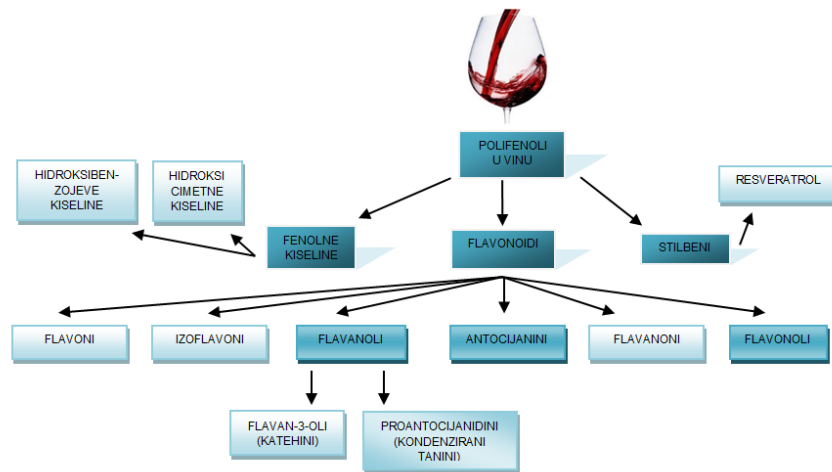 POLIFENOLI
U VINU
HIDROKSIBEN-
ZOJEVE
KISELINE
HIDROKSI
CIMETNE
KISELINE
RESVERATROL
FENOLNE
KISELINE
FLAVONOIDI
STILBENI
FLAVONI
IZOFLAVONI
FLAVANOLI
ANTOCIJANINI
FLAVANONI
FLAVONOLI
FLAVAN-3-OLI
(KATEHINI)
PROANTOCIJANIDINI
(KONDENZIRANI
TANINI)